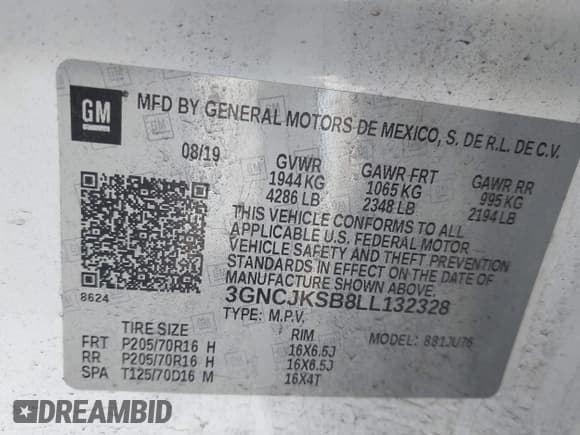 GM
MFD BY GENERAL MOTORS DE MEXICO, S. DE R.L. DE C.V.
08/19
GVWR
1944 KG
4286 LB
GAWR FRT
1065 KG
2348 LB
GAWR RR
995 KG
2194 LB
THIS VEHICLE CONFORMS TO ALL
APPLICABLE U.S. FEDERAL MOTOR
VEHICLE SAFETY AND THEFT PREVENTION
STANDARDS IN EFFECT ON THE DATE OF
MANUFACTURE SHOWN ABOVE.
3GNCJKSB8LL132328
8624
TYPE: M.P.V.
MODEL: 881JU76
TIRE SIZE
RIM
FRT P205/70R16 H 16X6.5J
RR P205/70R16 H 16X6.5J
SPA T125/70D16 M 16X4T
DREAMBID